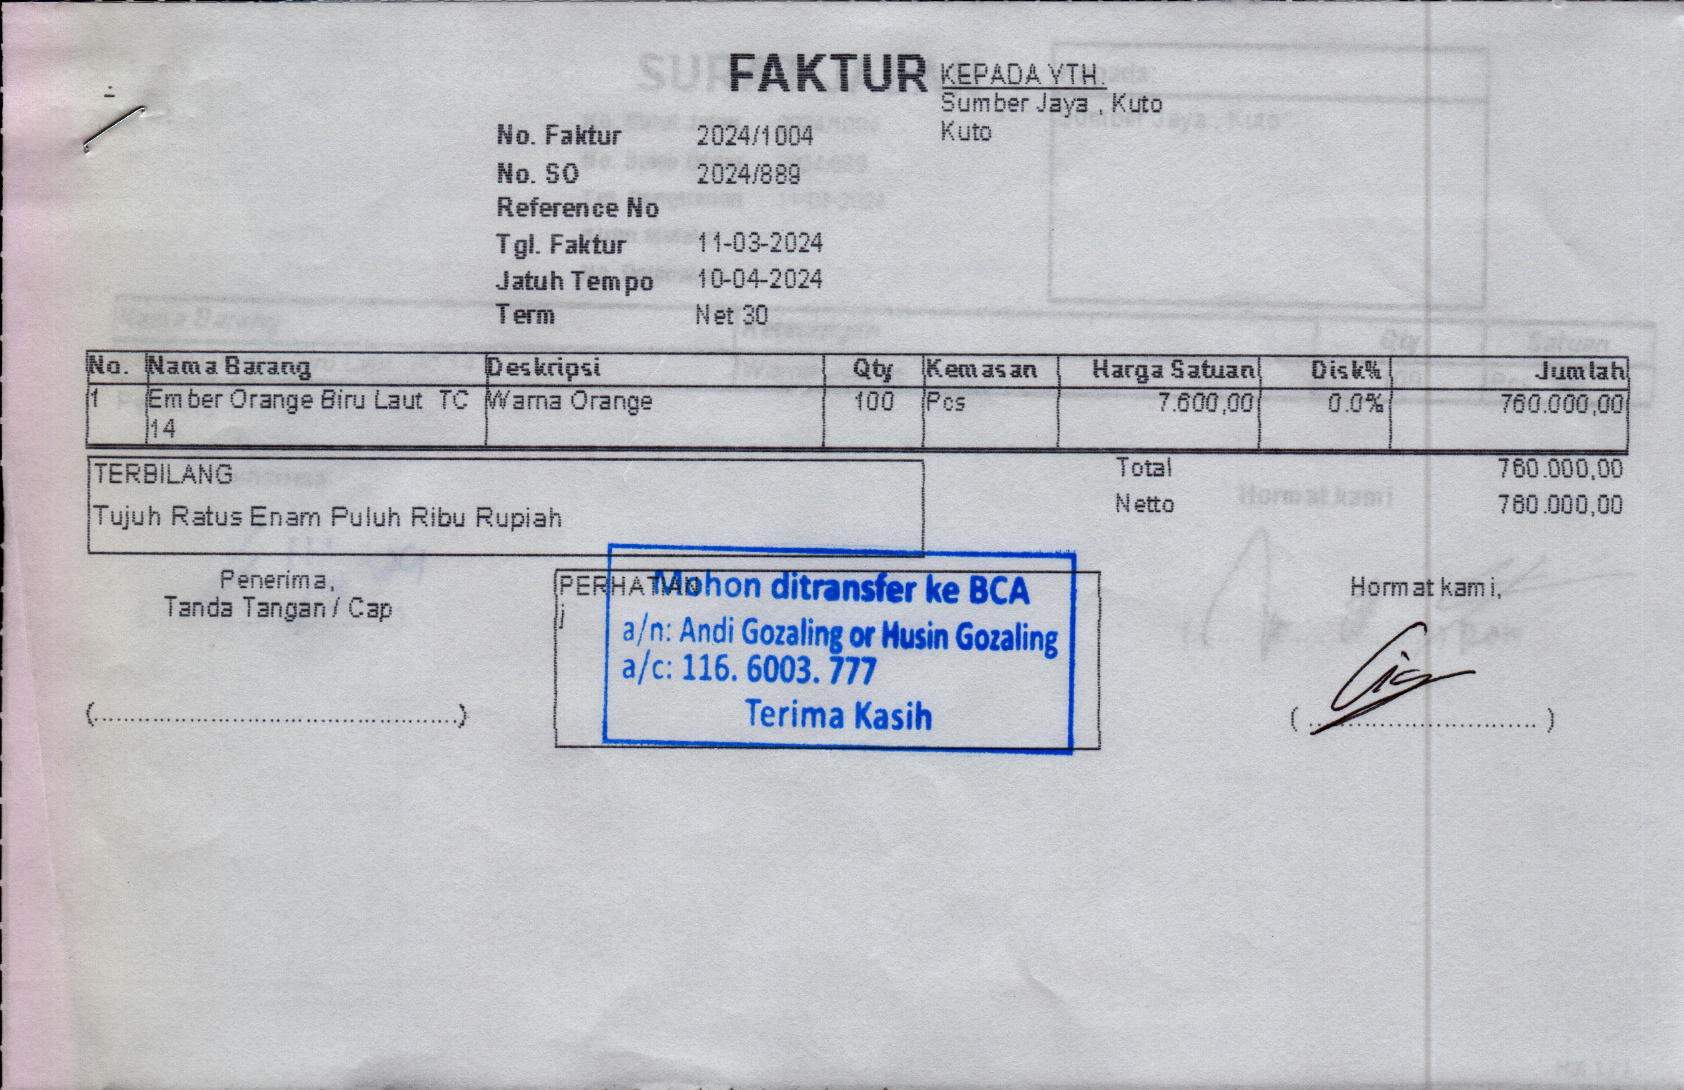 FAKTUR
KEPADA YTH.
Sumber Jaya , Kuto
Kuto
No. Faktur 2024/1004
No. SO 2024/889
Reference No
Tgl. Faktur 11-03-2024
Jatuh Tempo 10-04-2024
Term Net 30
No. Nama Barang Deskripsi Qty Kemasan Harga Satuan Disk% Jumlah
1 Ember Orange Biru Laut TC Warna Orange 100 Pcs 7.600,00 0.0% 760.000,00
14
TERBILANG
Tujuh Ratus Enam Puluh Ribu Rupiah
Total 760.000,00
Netto 760.000,00
Penerima,
Tanda Tangan / Cap
(............................................)
PERHATIAN
Mohon ditransfer ke BCA
a/n: Andi Gozaling or Husin Gozaling
a/c: 116. 6003. 777
Terima Kasih
Hormat kami,
(............................................)